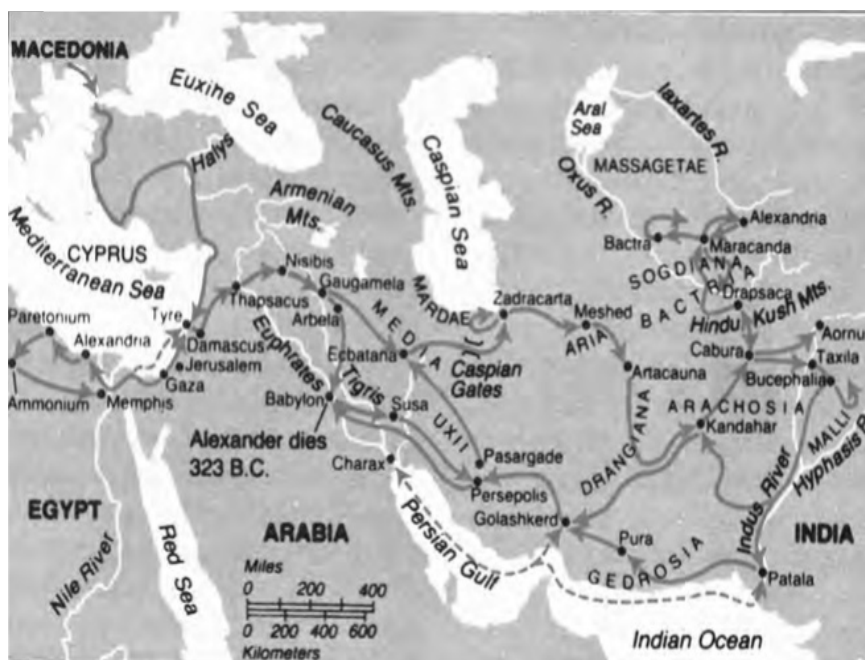 MACEDONIA
Euxihe Sea
Halys
Caucasus Mts.
Caspian Sea
Aral
Sea
Iaxartes R.
Oxus R.
MASSAGETAE
Armenian
Mts.
Mediterranean Sea
CYPRUS
Nisibis
Gaugamela
Thapsacus
Arbela
MEDIA
MARDAE
Zadracarta
Meshed
ARIA
Caspian
Gates
Bactra
Alexandria
Maracanda
SOGDIANA
BACTRIA
Drapsaca
Hindu Kush Mts.
Aornu
Taxila
Bucephalia
Cabura
Paretonium
Alexandria
Tyre
Damascus
Jerusalem
Gaza
Ammonium
Memphis
Euphrates
Tigris
Ecbatana
Babylon
Susa
UXII
Artacauna
DRANGIANA
ARACHOSIA
Kandahar
MALLI
Hyphasis R.
Alexander dies
323 B.C.
Charax
Pasargade
Persepolis
Golashkerd
Pura
GEDROSIA
Indus River
INDIA
Patala
EGYPT
Nile River
Red Sea
ARABIA
Persian Gulf
Miles
0 200 400
0 200 400 600
Kilometers
Indian Ocean